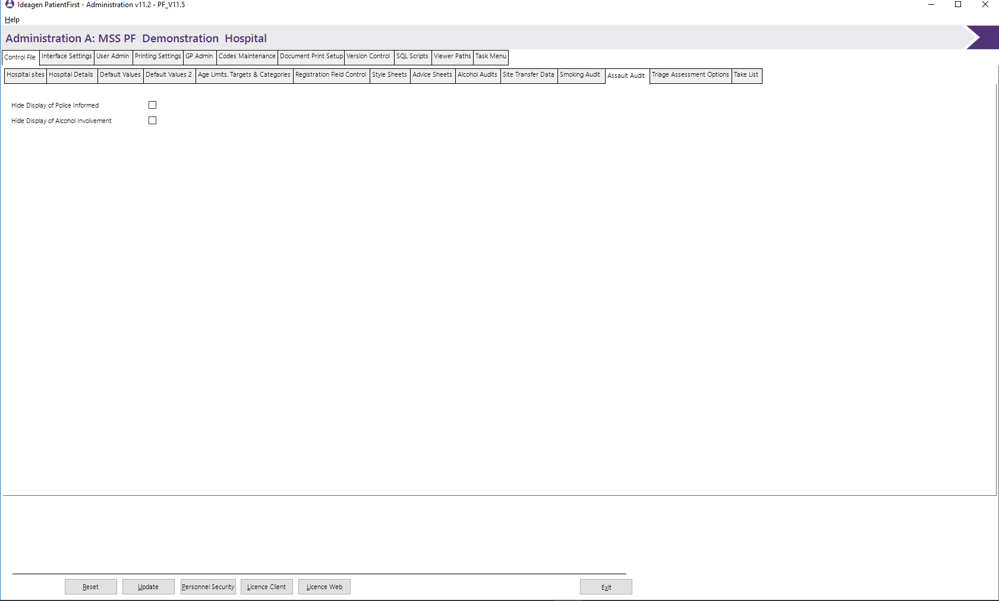 Ideagen PatientFirst - Administration v11.2 - PF_V11.5
Help
Administration A: MSS PF Demonstration Hospital
Control File Interface Settings User Admin Printing Settings GP Admin Codes Maintenance Document Print Setup Version Control SQL Scripts Viewer Paths Task Menu
Hospital sites Hospital Details Default Values Default Values 2 Age Limits, Targets & Categories Registration Field Control Style Sheets Advice Sheets Alcohol Audits Site Transfer Data Smoking Audit Assault Audit Triage Assessment Options Take List
Hide Display of Police Informed
Hide Display of Alcohol Involvement
Reset Update Personnel Security Licence Client Licence Web Exit